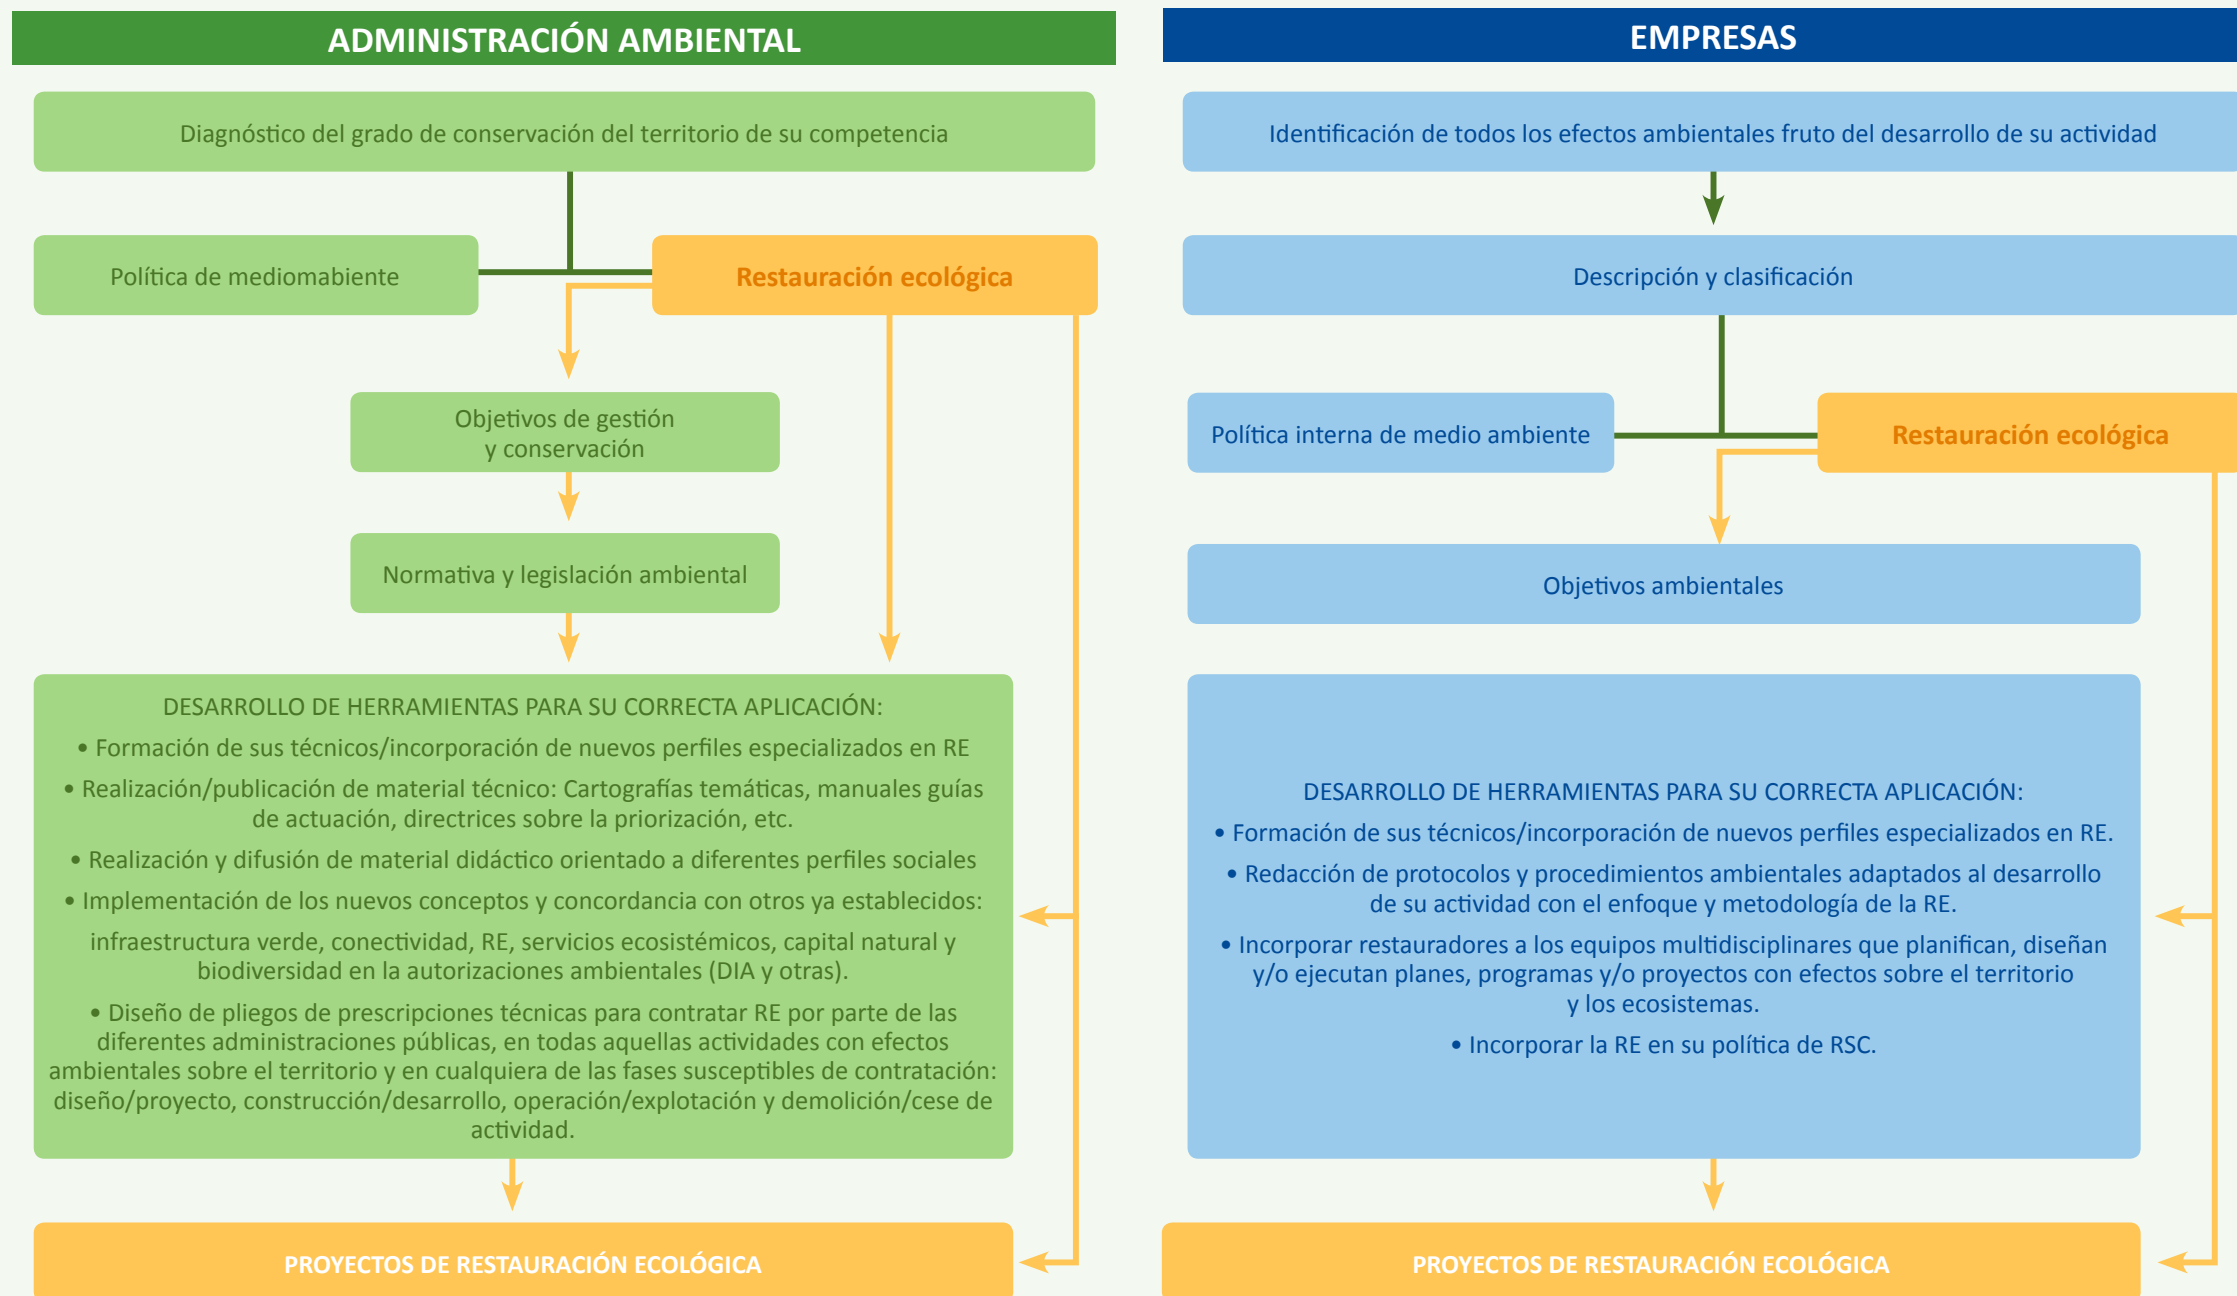 ADMINISTRACIÓN AMBIENTAL
Diagnóstico del grado de conservación del territorio de su competencia
Política de mediomabiente
Restauración ecológica
Objetivos de gestión
y conservación
Normativa y legislación ambiental
DESARROLLO DE HERRAMIENTAS PARA SU CORRECTA APLICACIÓN:
• Formación de sus técnicos/incorporación de nuevos perfiles especializados en RE
• Realización/publicación de material técnico: Cartografías temáticas, manuales guías
de actuación, directrices sobre la priorización, etc.
• Realización y difusión de material didáctico orientado a diferentes perfiles sociales
• Implementación de los nuevos conceptos y concordancia con otros ya establecidos:
infraestructura verde, conectividad, RE, servicios ecosistémicos, capital natural y
biodiversidad en la autorizaciones ambientales (DIA y otras).
• Diseño de pliegos de prescripciones técnicas para contratar RE por parte de las
diferentes administraciones públicas, en todas aquellas actividades con efectos
ambientales sobre el territorio y en cualquiera de las fases susceptibles de contratación:
diseño/proyecto, construcción/desarrollo, operación/explotación y demolición/cese de
actividad.
PROYECTOS DE RESTAURACIÓN ECOLÓGICA
EMPRESAS
Identificación de todos los efectos ambientales fruto del desarrollo de su actividad
Descripción y clasificación
Política interna de medio ambiente
Restauración ecológica
Objetivos ambientales
DESARROLLO DE HERRAMIENTAS PARA SU CORRECTA APLICACIÓN:
• Formación de sus técnicos/incorporación de nuevos perfiles especializados en RE.
• Redacción de protocolos y procedimientos ambientales adaptados al desarrollo
de su actividad con el enfoque y metodología de la RE.
• Incorporar restauradores a los equipos multidisciplinares que planifican, diseñan
y/o ejecutan planes, programas y/o proyectos con efectos sobre el territorio
y los ecosistemas.
• Incorporar la RE en su política de RSC.
PROYECTOS DE RESTAURACIÓN ECOLÓGICA